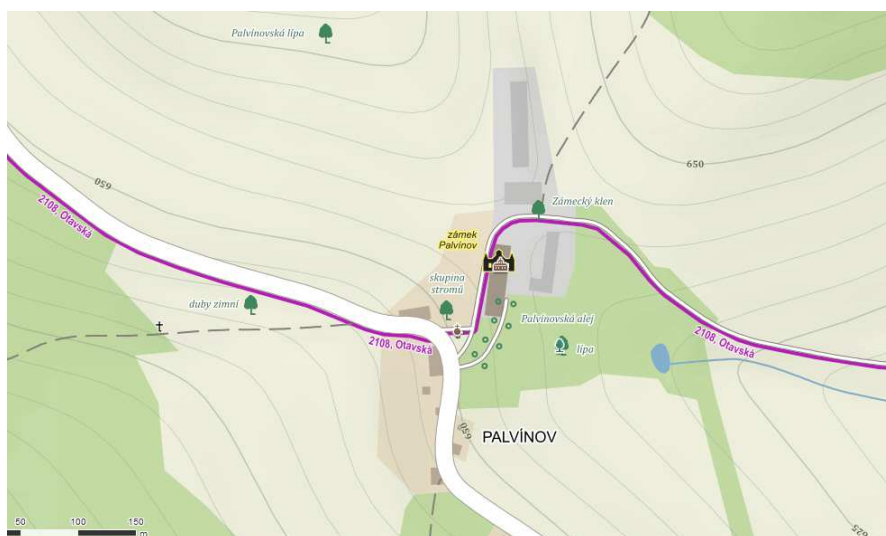 Palvínovská lípa
650
650
2108, Otavská
Zámecký klen
zámek
Palvínov
skupina
stromů
duby zimní
Palvínovská alej
2108, Otavská
lípa
2108, Otavská
650
PALVÍNOV
50 100 150
m
625